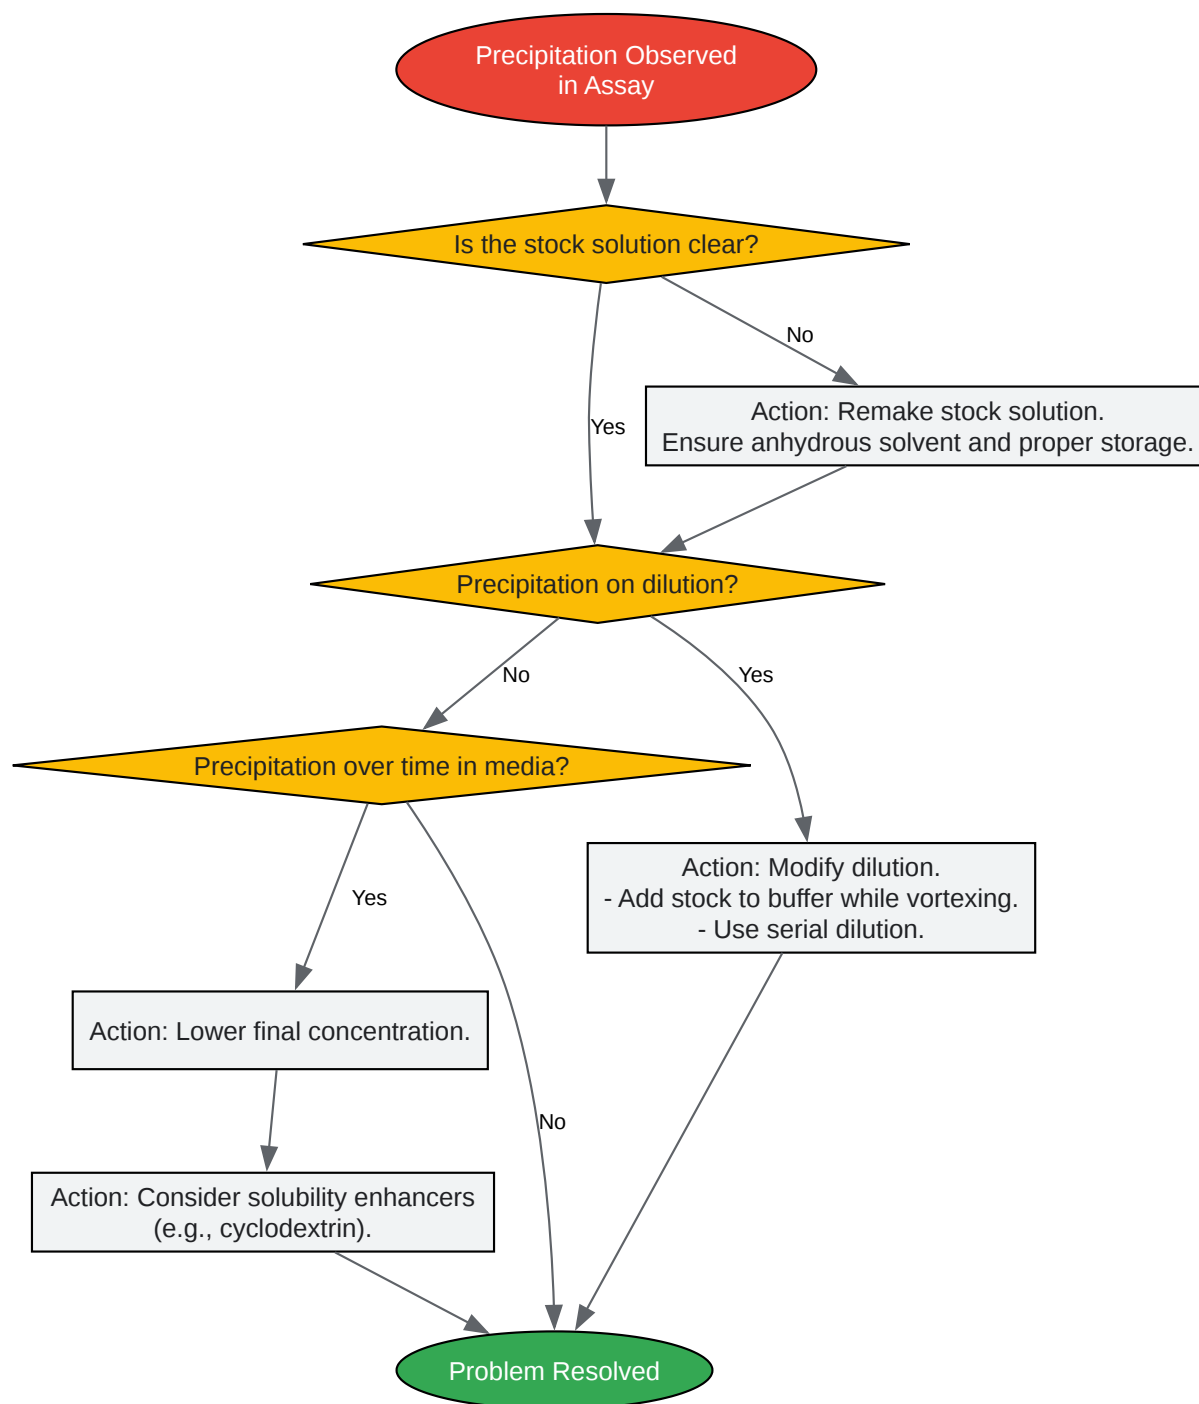 Precipitation Observed
in Assay
Is the stock solution clear?
No
Action: Remake stock solution.
Ensure anhydrous solvent and proper storage.
Yes
Precipitation on dilution?
No
Yes
Precipitation over time in media?
Action: Modify dilution.
- Add stock to buffer while vortexing.
- Use serial dilution.
Yes
Action: Lower final concentration.
No
Action: Consider solubility enhancers
(e.g., cyclodextrin).
Problem Resolved